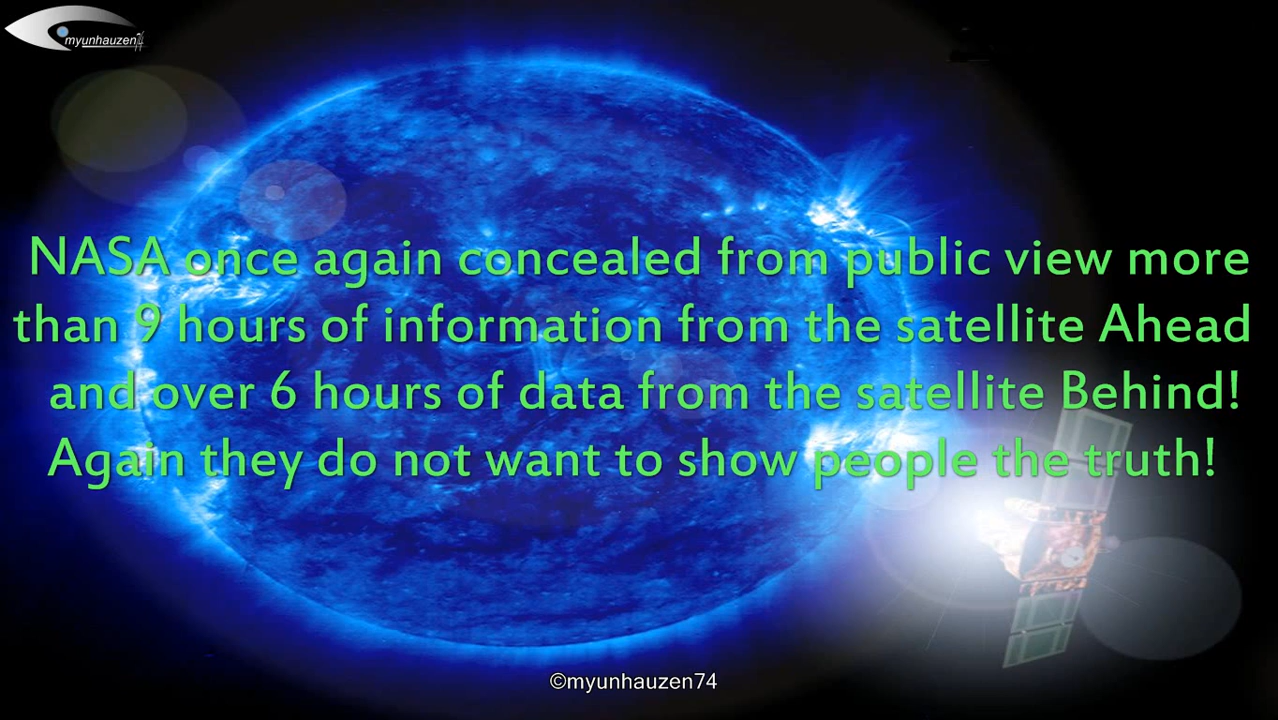 myunhauzen74
NASA once again concealed from public view more
than 9 hours of information from the satellite Ahead
and over 6 hours of data from the satellite Behind!
Again they do not want to show people the truth!
©myunhauzen74